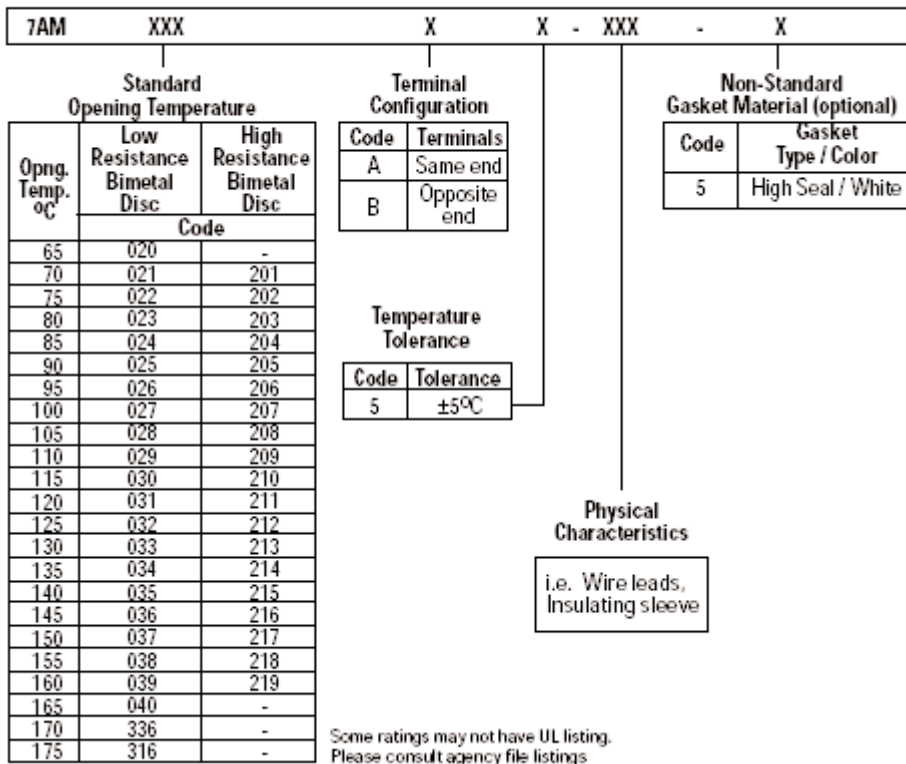 7AM XXX X X - XXX - X
Standard
Opening Temperature
Opng.
Temp.
ºC
Low
Resistance
Bimetal
Disc
High
Resistance
Bimetal
Disc
Code
65 020 -
70 021 201
75 022 202
80 023 203
85 024 204
90 025 205
95 026 206
100 027 207
105 028 208
110 029 209
115 030 210
120 031 211
125 032 212
130 033 213
135 034 214
140 035 215
145 036 216
150 037 217
155 038 218
160 039 219
165 040 -
170 336 -
175 316 -
Terminal
Configuration
Code Terminals
A Same end
B Opposite
end
Temperature
Tolerance
Code Tolerance
5 ±5ºC
Physical
Characteristics
i.e. Wire leads,
Insulating sleeve
Non-Standard
Gasket Material (optional)
Code Gasket
Type / Color
5 High Seal / White
Some ratings may not have UL listing.
Please consult agency file listings